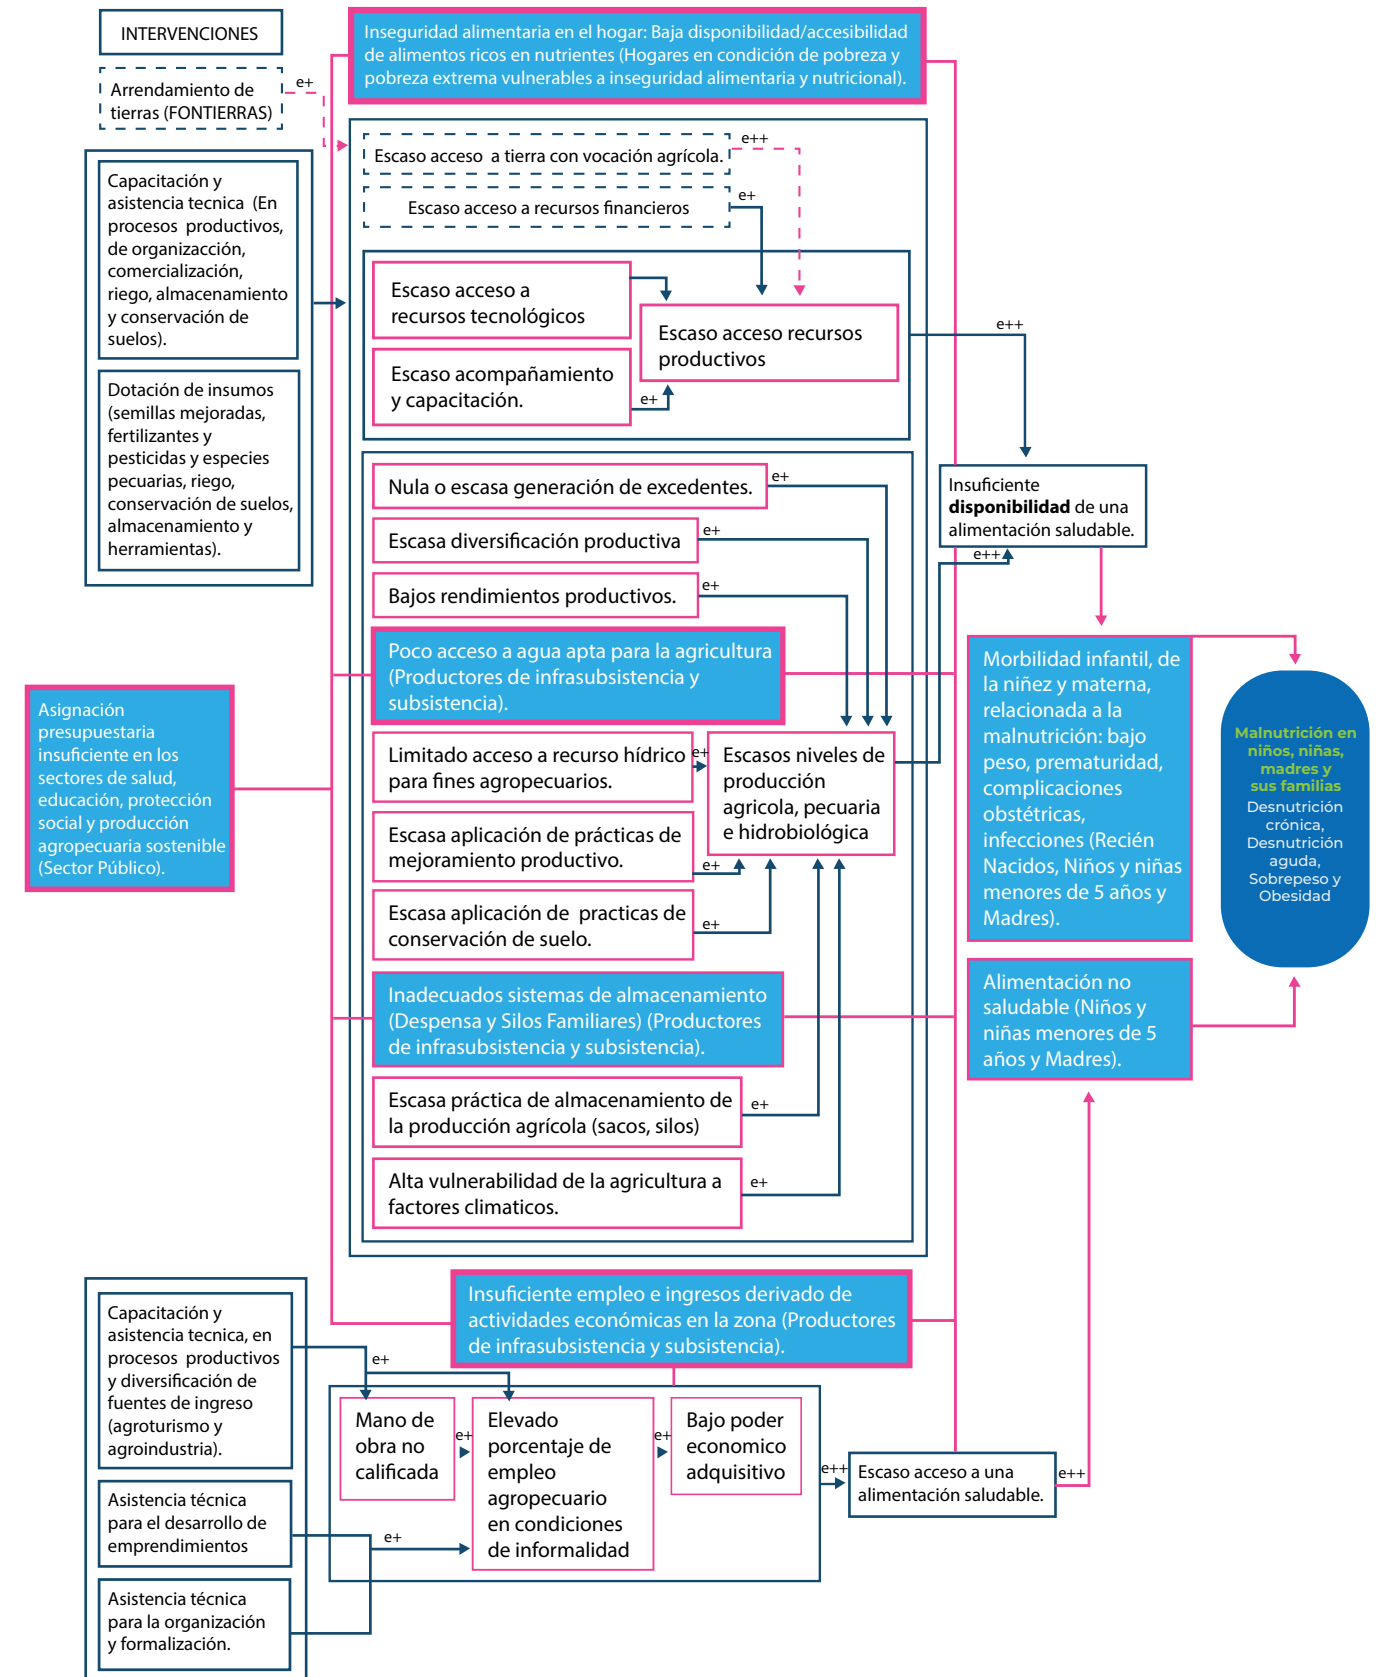 INTERVENCIONES
Arrendamiento de
tierras (FONTIERRAS)
e+
Inseguridad alimentaria en el hogar: Baja disponibilidad/accesibilidad
de alimentos ricos en nutrientes (Hogares en condición de pobreza y
pobreza extrema vulnerables a inseguridad alimentaria y nutricional).
Capacitación y
asistencia tecnica (En
procesos productivos,
de organizacción,
comercialización,
riego, almacenamiento
y conservación de
suelos).
Dotación de insumos
(semillas mejoradas,
fertilizantes y
pesticidas y especies
pecuarias, riego,
conservación de suelos,
almacenamiento y
herramientas).
Escaso acceso a tierra con vocación agrícola.
e++
Escaso acceso a recursos financieros
e+
Escaso acceso a
recursos tecnológicos
Escaso acompañamiento
y capacitación.
e+
Escaso acceso recursos
productivos
e++
Nula o escasa generación de excedentes.
e+
Escasa diversificación productiva
e+
Bajos rendimientos productivos.
e+
Poco acceso a agua apta para la agricultura
(Productores de infrasubsistencia y
subsistencia).
Limitado acceso a recurso hídrico
para fines agropecuarios.
e+
Escasa aplicación de prácticas de
mejoramiento productivo.
e+
Escasa aplicación de practicas de
conservación de suelo.
e+
Escasos niveles de
producción
agricola, pecuaria
e hidrobiológica
Inadecuados sistemas de almacenamiento
(Despensa y Silos Familiares) (Productores
de infrasubsistencia y subsistencia).
Escasa práctica de almacenamiento de
la producción agrícola (sacos, silos)
e+
Alta vulnerabilidad de la agricultura a
factores climaticos.
e+
Insuficiente
disponibilidad de una
alimentación saludable.
e++
Asignación
presupuestaria
insuficiente en los
sectores de salud,
educación, protección
social y producción
agropecuaria sostenible
(Sector Público).
Morbilidad infantil, de
la niñez y materna,
relacionada a la
malnutrición: bajo
peso, prematuridad,
complicaciones
obstétricas,
infecciones (Recién
Nacidos, Niños y niñas
menores de 5 años y
Madres).
Alimentación no
saludable (Niños y
niñas menores de 5
años y Madres).
Malnutrición en
niños, niñas,
madres y
sus familias
Desnutrición
crónica,
Desnutrición
aguda,
Sobrepeso y
Obesidad
Insuficiente empleo e ingresos derivado de
actividades económicas en la zona (Productores
de infrasubsistencia y subsistencia).
Capacitación y
asistencia tecnica, en
procesos productivos
y diversificación de
fuentes de ingreso
(agroturismo y
agroindustria).
Asistencia técnica
para el desarrollo de
emprendimientos
Asistencia técnica
para la organización
y formalización.
e+
e+
Mano de
obra no
calificada
e+
Elevado
porcentaje de
empleo
agropecuario
en condiciones
de informalidad
e+
Bajo poder
economico
adquisitivo
e++
Escaso acceso a una
alimentación saludable.
e++